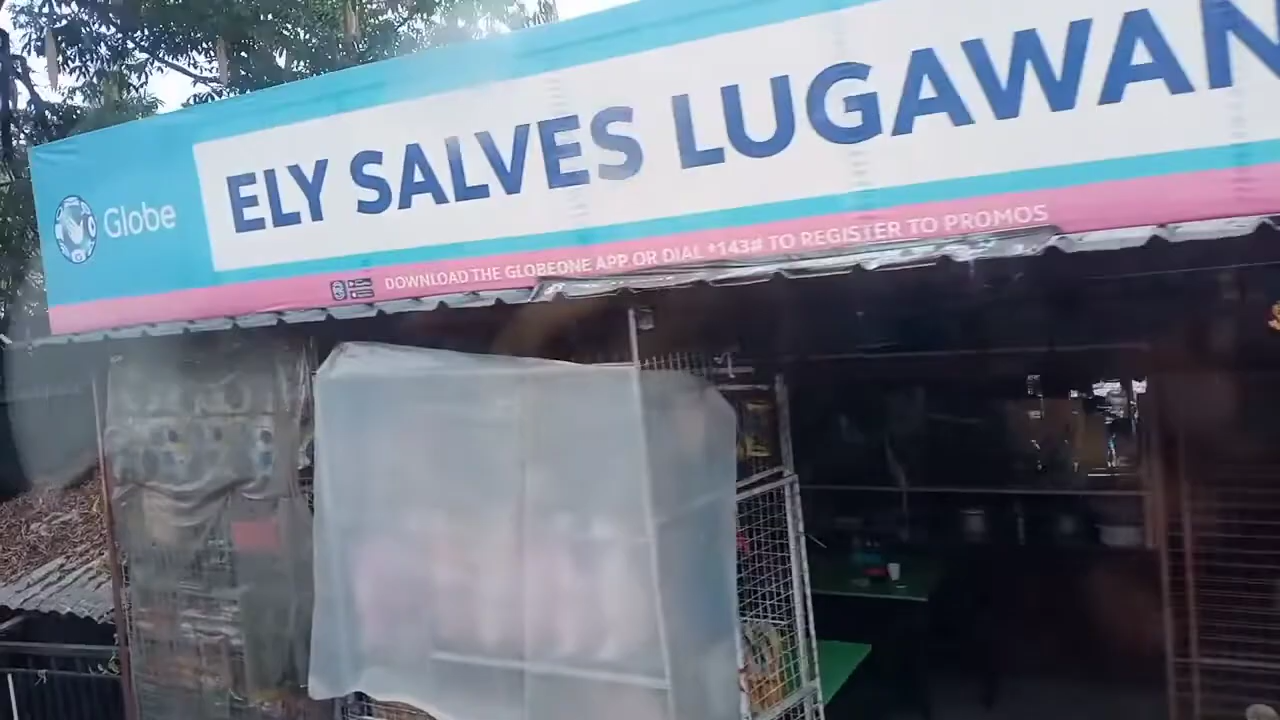 Globe
ELY SALVES LUGAWAN
DOWNLOAD THE GLOBEONE APP OR DIAL *143# TO REGISTER TO PROMOS